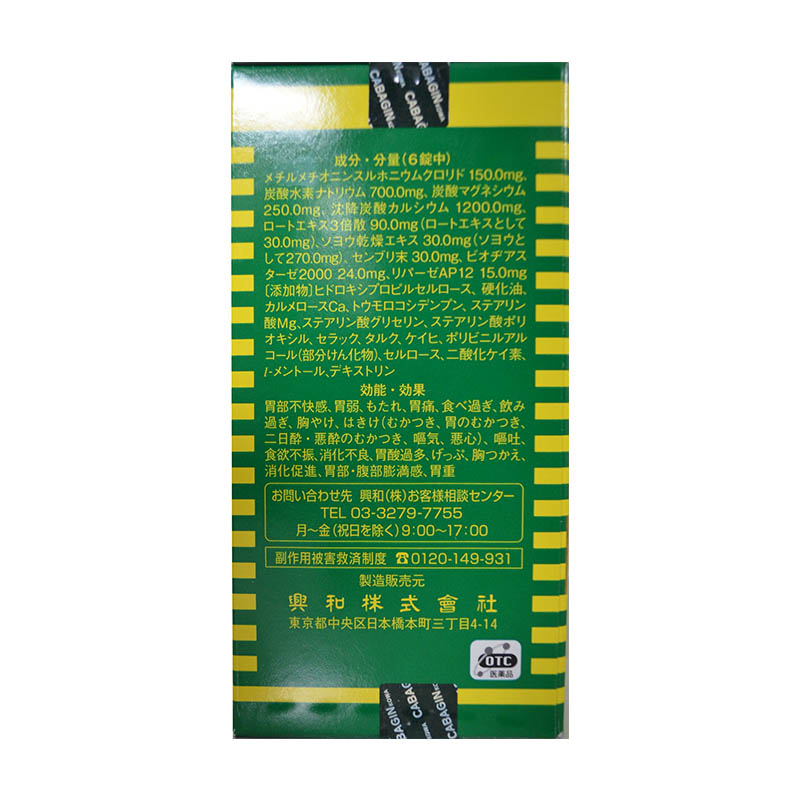 CABAGIN KOWA
CABAGIN KOWA
CABAGIN
成分・分量(6錠中)
メチルメチオニンスルホニウムクロリド 150.0mg、
炭酸水素ナトリウム 700.0mg、炭酸マグネシウム
250.0mg、沈降炭酸カルシウム 1200.0mg、
ロートエキス3倍散 90.0mg(ロートエキスとして
30.0mg)、ソヨウ乾燥エキス 30.0mg(ソヨウと
して270.0mg)、センブリ末 30.0mg、ビオヂアス
ターゼ2000 24.0mg、リパーゼAP12 15.0mg
〔添加物〕ヒドロキシプロピルセルロース、硬化油、
カルメロースCa、トウモロコシデンプン、ステアリン
酸Mg、ステアリン酸グリセリン、ステアリン酸ポリ
オキシル、セラック、タルク、ケイヒ、ポリビニルアル
コール(部分けん化物)、セルロース、二酸化ケイ素、
l-メントール、デキストリン
効能・効果
胃部不快感、胃弱、もたれ、胃痛、食べ過ぎ、飲み
過ぎ、胸やけ、はきけ(むかつき、胃のむかつき、
二日酔・悪酔のむかつき、嘔気、悪心)、嘔吐、
食欲不振、消化不良、胃酸過多、げっぷ、胸つかえ、
消化促進、胃部・腹部膨満感、胃重
お問い合わせ先 興和(株)お客様相談センター
TEL 03-3279-7755
月〜金(祝日を除く)9:00〜17:00
副作用被害救済制度 ☎0120-149-931
製造販売元
興和株式會社
東京都中央区日本橋本町三丁目4-14
OTC
医薬品
CABAGIN KOWA
CABAGIN KOWA